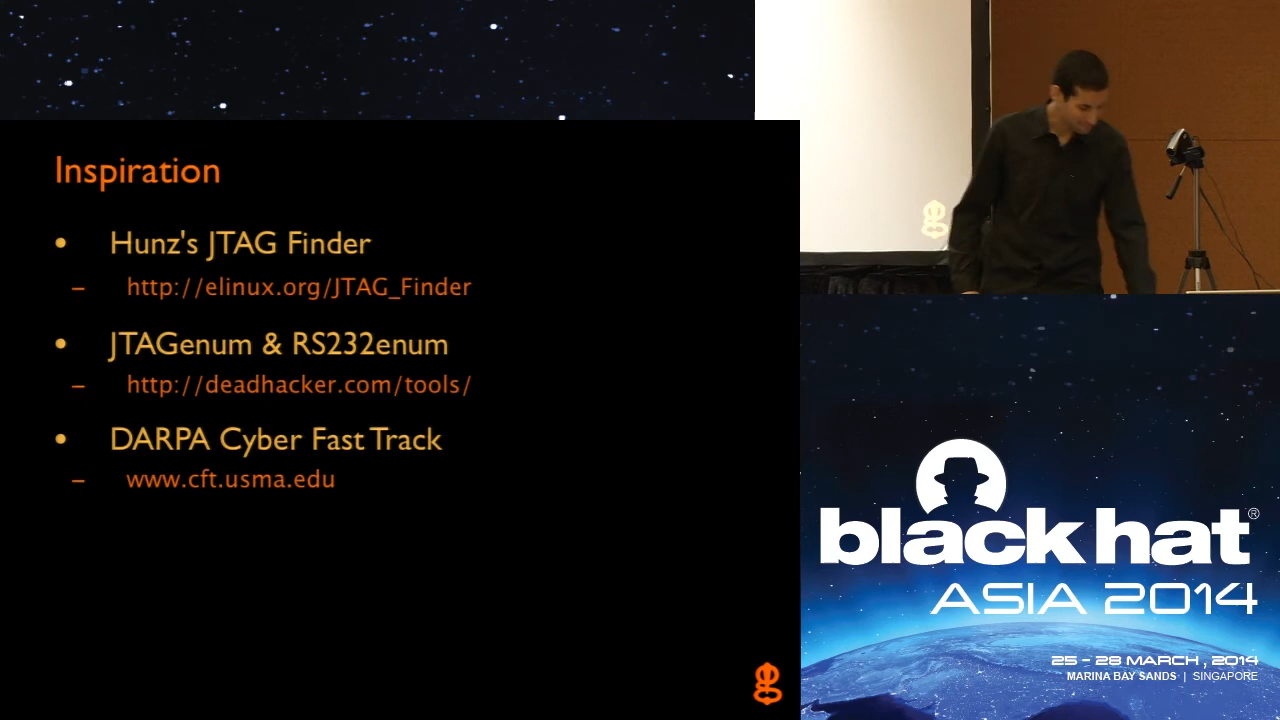 Inspiration
• Hunz's JTAG Finder
– http://elinux.org/JTAG_Finder
• JTAGenum & RS232enum
– http://deadhacker.com/tools/
• DARPA Cyber Fast Track
– www.cft.usma.edu
black hat®
ASIA 2014
25 - 28 MARCH , 2014
MARINA BAY SANDS | SINGAPORE